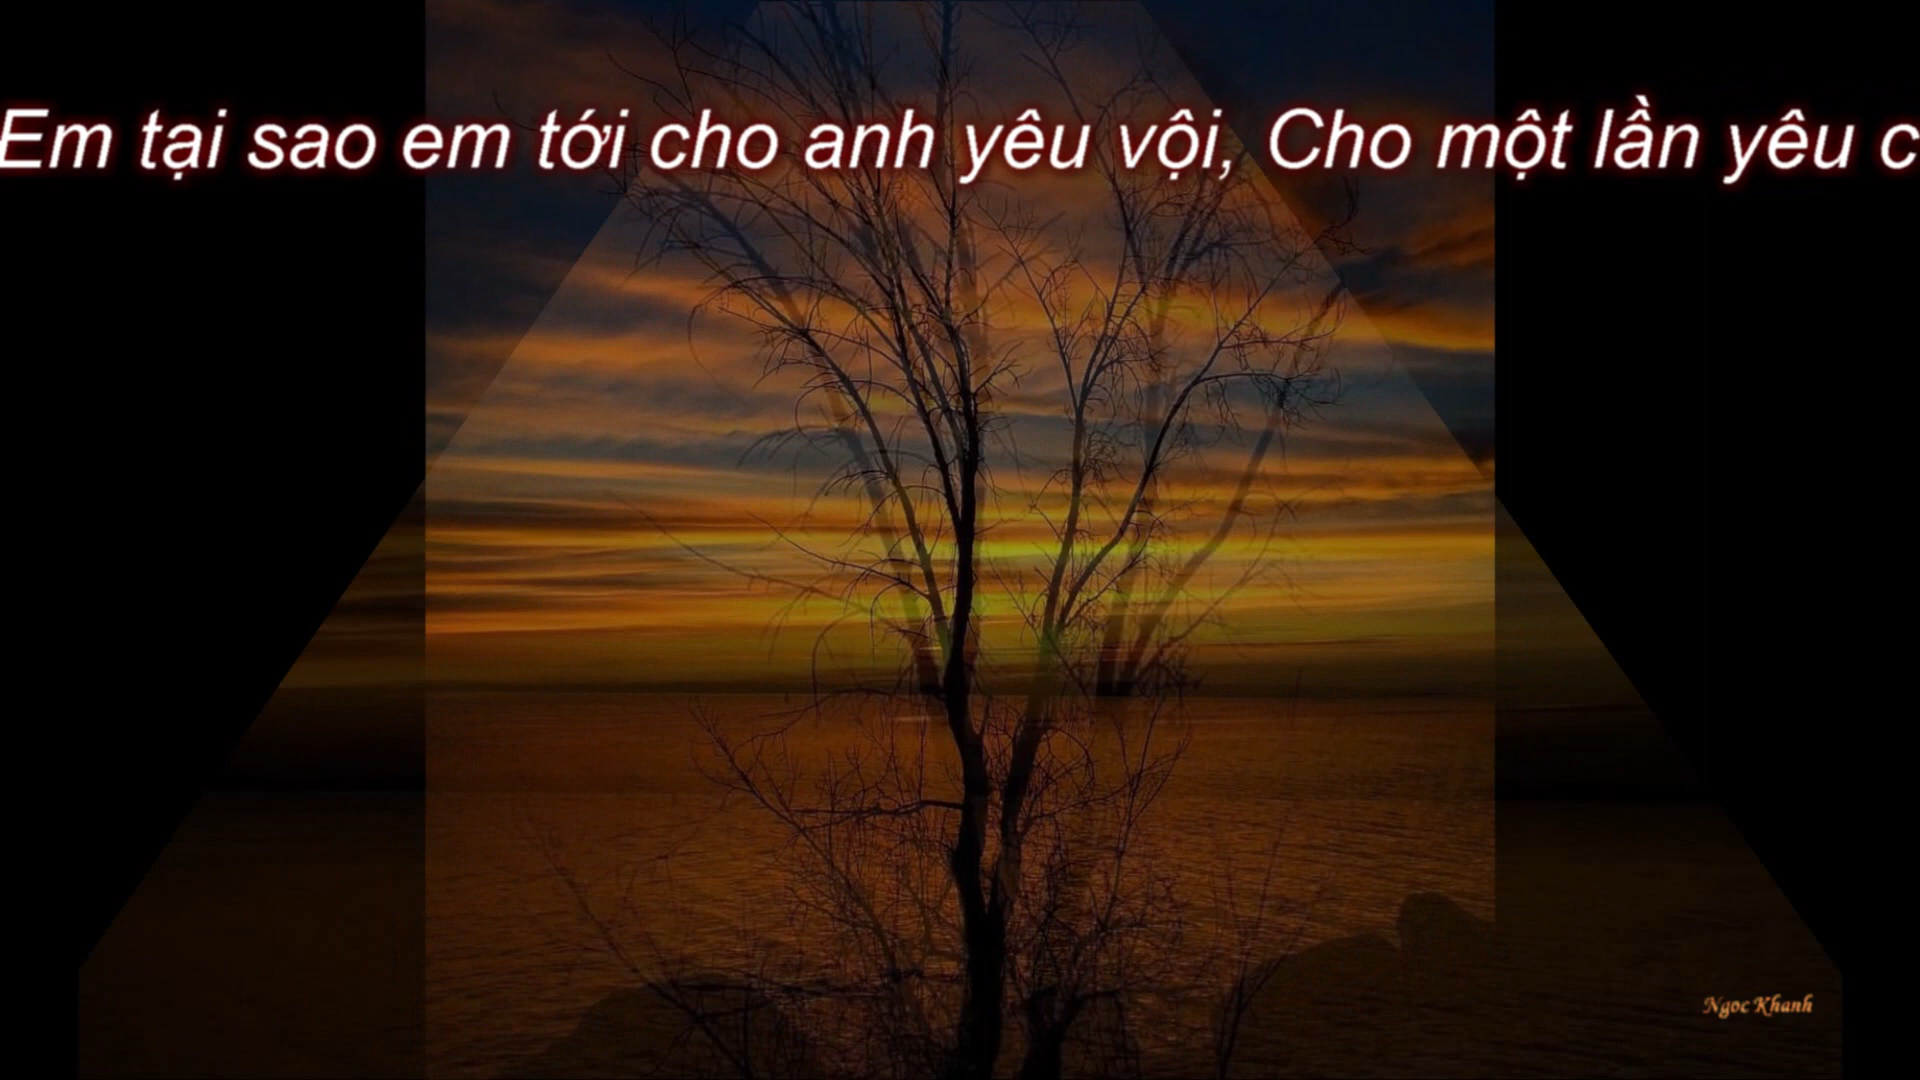 Em tại sao em tới cho anh yêu vội, Cho một lần yêu c
Ngoc Khanh